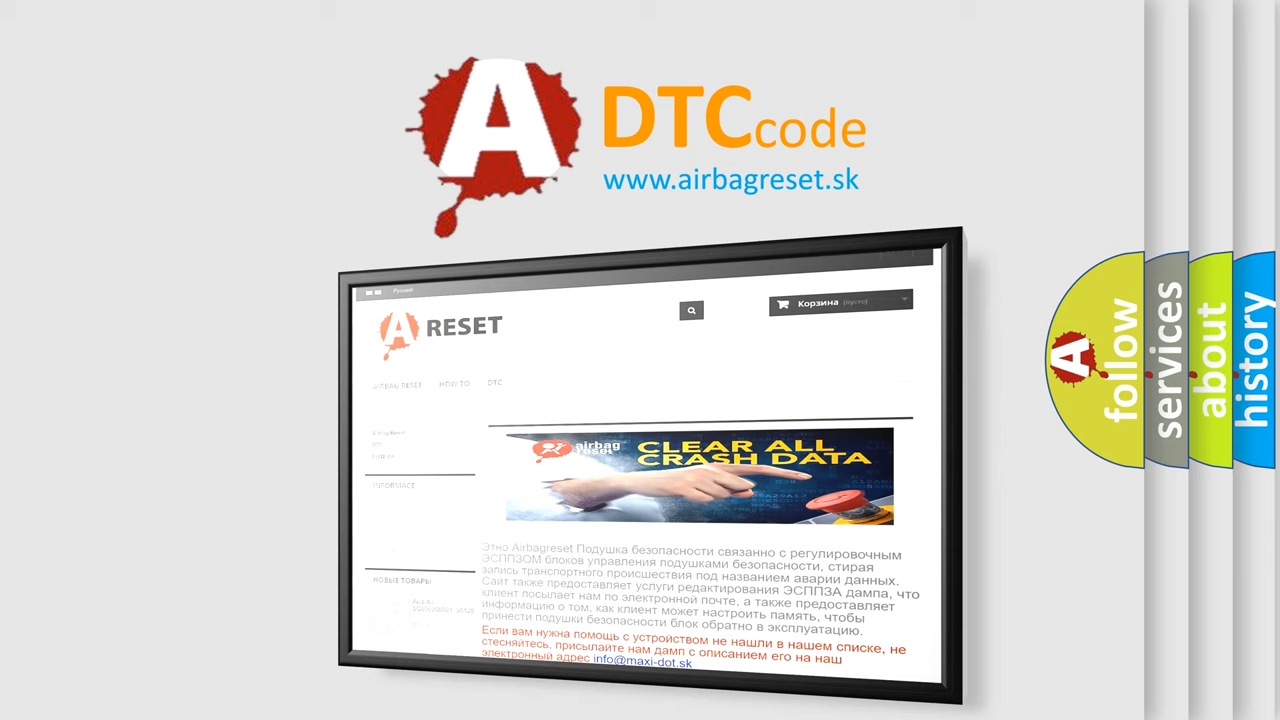 A
DTCcode
www.airbagreset.sk
Русский
A RESET
Корзина (пусто)
AIRBAG RESET HOW TO DTC
Airbag Reset
DTC
INFORMACE
НОВЫЕ ТОВАРЫ
airbag
reset
CLEAR ALL
CRASH DATA
Этно Airbagreset Подушка безопасности связанно с регулировочным
ЭСППЗОМ блоков управления подушками безопасности, стирая
запись транспортного происшествия под названием аварии данных.
Сайт также предоставляет услуги редактирования ЭСППЗА дампа, что
клиент посылает нам по электронной почте, а также предоставляет
информацию о том, как клиент может настроить память, чтобы
принести подушки безопасности блок обратно в эксплуатацию.
Если вам нужна помощь с устройством не нашли в нашем списке, не
стесняйтесь, присылайте нам дамп с описанием его на наш
электронный адрес info@maxi-dot.sk
A
follow
services
about
history